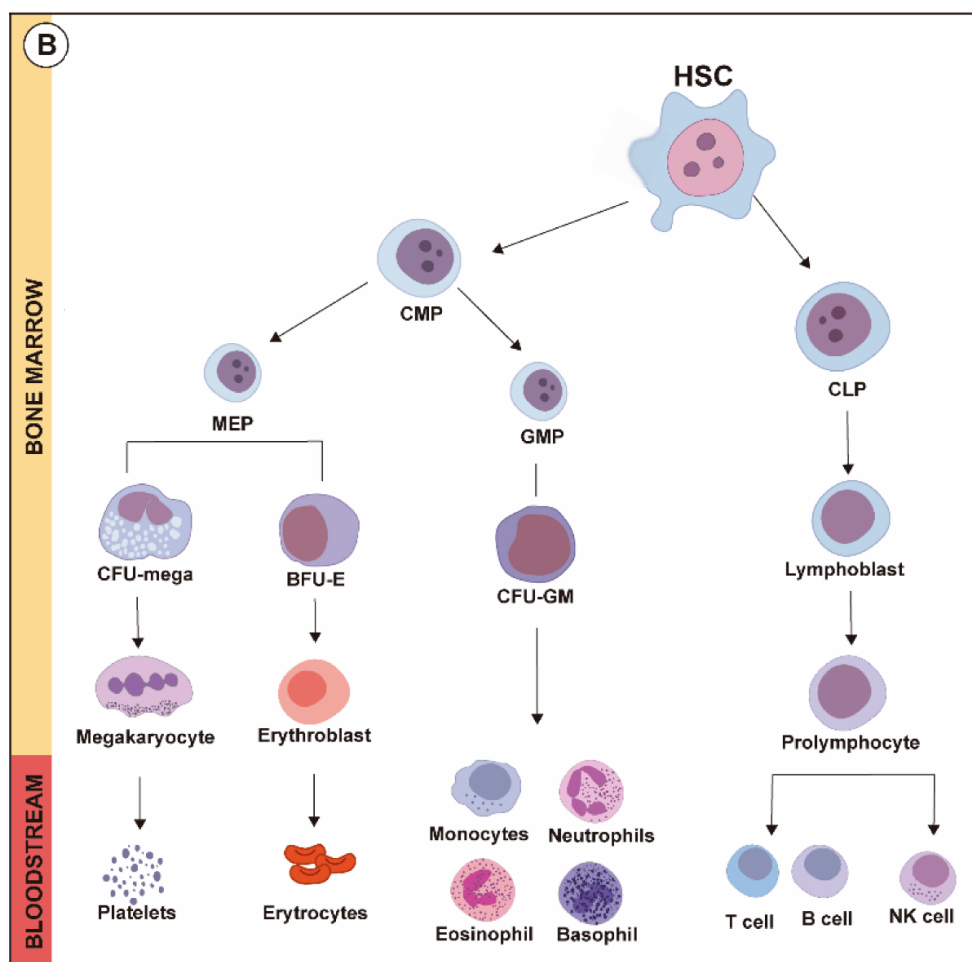 B
HSC
CMP
CLP
MEP
GMP
CFU-mega
BFU-E
CFU-GM
Lymphoblast
Megakaryocyte
Erythroblast
Prolymphocyte
Monocytes
Neutrophils
Platelets
Erytrocytes
Eosinophil
Basophil
T cell
B cell
NK cell
BONE MARROW
BLOODSTREAM